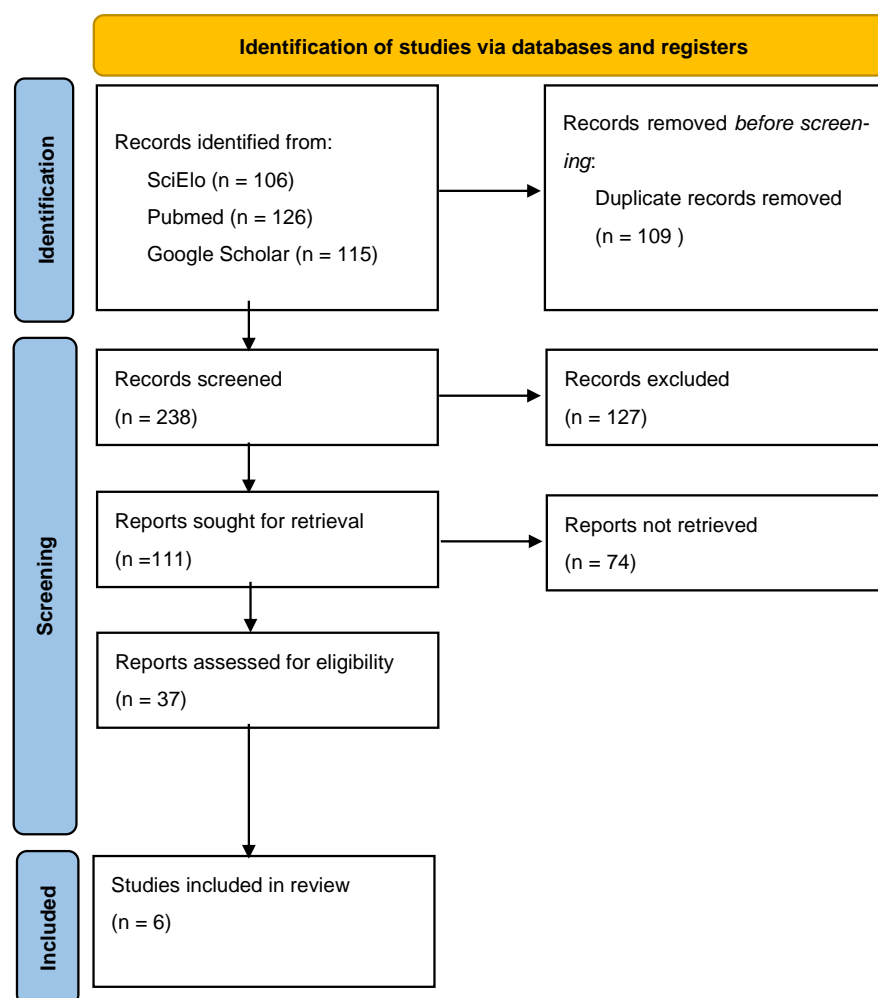 Identification of studies via databases and registers
Identification
Records identified from:
SciElo (n = 106)
Pubmed (n = 126)
Google Scholar (n = 115)
Records removed before screen-
ing:
Duplicate records removed
(n = 109 )
Screening
Records screened
(n = 238)
Records excluded
(n = 127)
Reports sought for retrieval
(n =111)
Reports not retrieved
(n = 74)
Reports assessed for eligibility
(n = 37)
Included
Studies included in review
(n = 6)